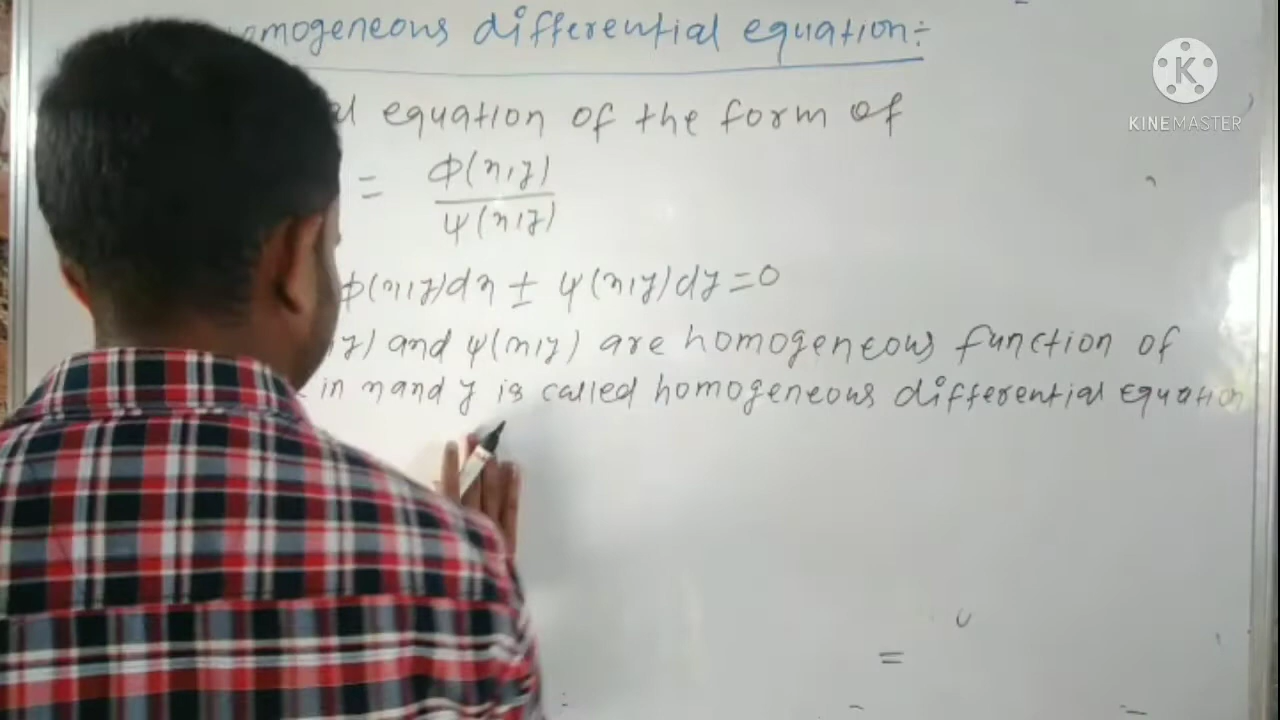 omogeneous differential equation:-
equation of the form of
= Φ(x,y)
ψ(x,y)
Φ(x,y)dx ± ψ(x,y)dy=0
y) and ψ(x,y) are homogeneous function of
in x and y is called homogeneous differential equation
=
KINEMASTER